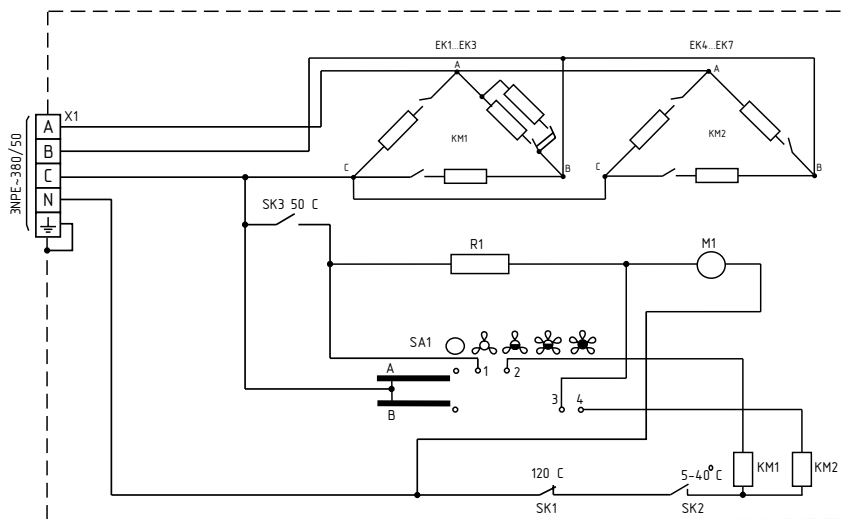 EK1...EK3
EK4...EK7
A
A
X1
A
B
C
N
3NPE~380/50
KM1
KM2
C
B
C
B
SK3 50 C
R1
M1
SA1
A
1
2
B
3
4
120 C
SK1
5-40°C
SK2
KM1
KM2